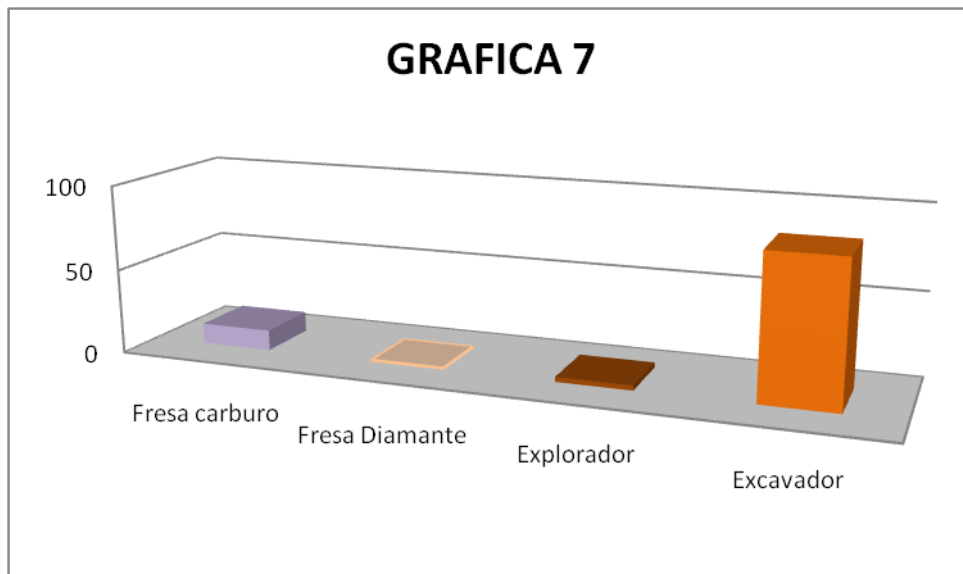 GRAFICA 7
100
50
0
Fresa carburo
Fresa Diamante
Explorador
Excavador